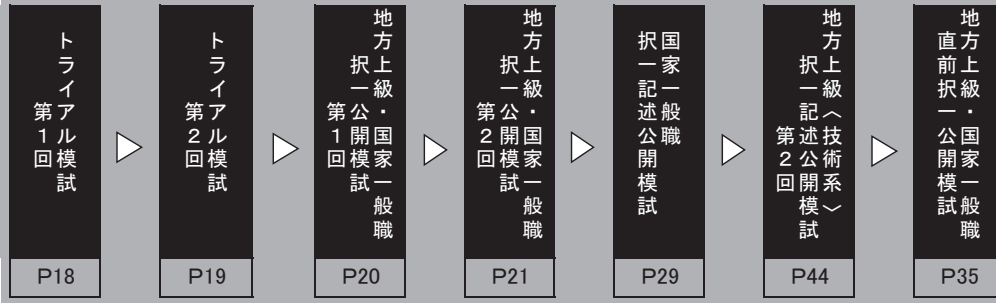 トライアル模試
第1回
P18
トライアル模試
第2回
P19
地方上級・国家一般職
択一公開模試
第1回
P20
地方上級・国家一般職
択一公開模試
第2回
P21
国家一般職
択一記述公開模試
P29
地方上級〈技術系〉
択一記述公開模試
第2回
P44
地方上級・国家一般職
直前択一公開模試
P35